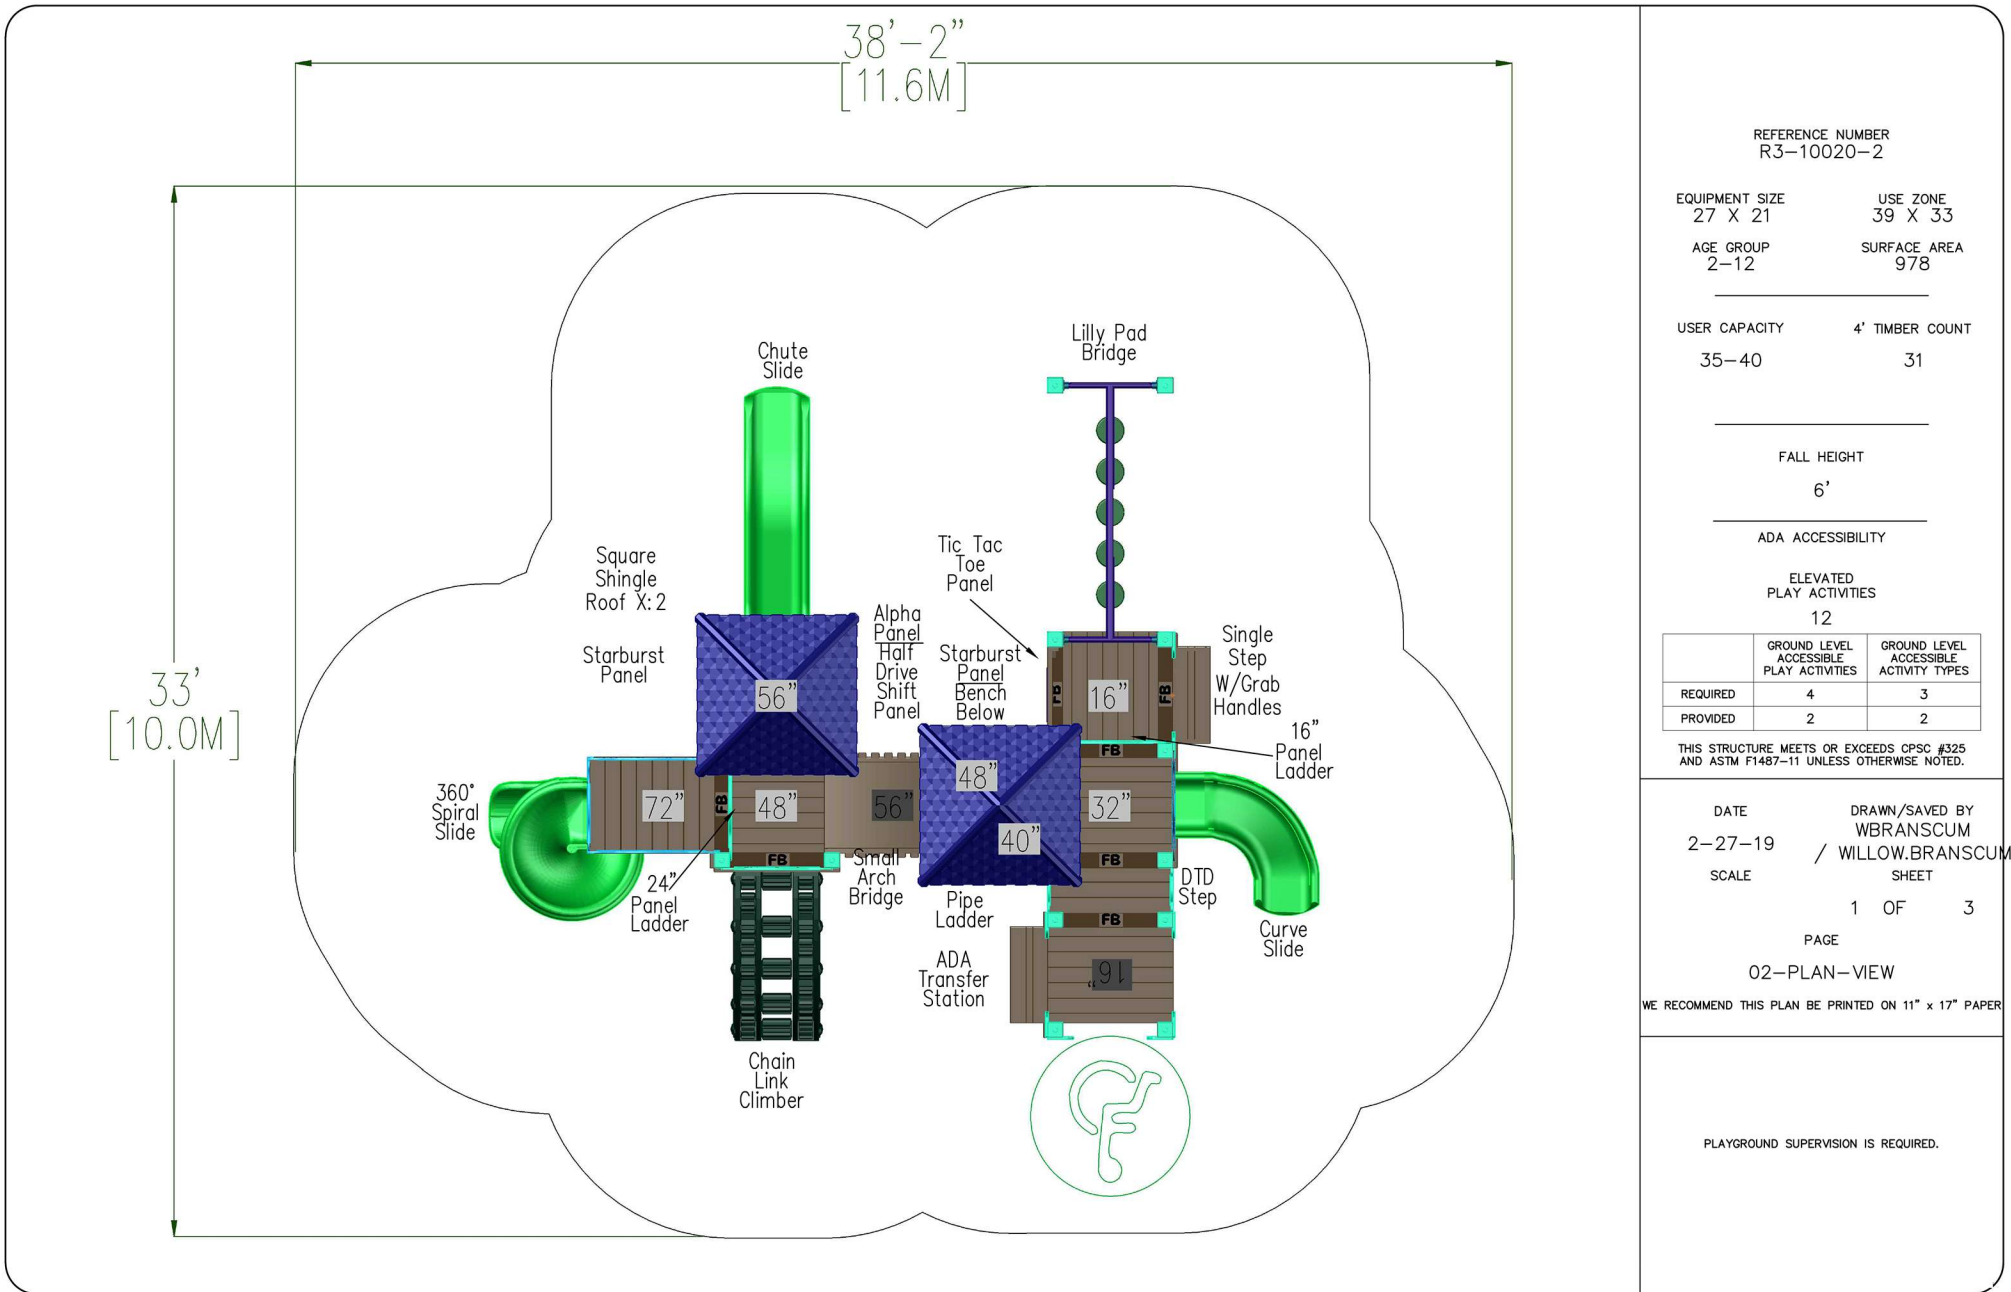 38'-2"
[11.6M]
33'
[10.0M]
Chute
Slide
Lilly Pad
Bridge
Square
Shingle
Roof X:2
Starburst
Panel
Alpha
Panel
Half
Drive
Shift
Panel
Tic Tac
Toe
Panel
Starburst
Panel
Bench
Below
Single
Step
W/Grab
Handles
16"
Panel
Ladder
56"
16"
FB
FB
FB
48"
40"
72"
FB
48"
56"
32"
FB
FB
FB
16"
360°
Spiral
Slide
24"
Panel
Ladder
Small
Arch
Bridge
Pipe
Ladder
DTD
Step
Curve
Slide
ADA
Transfer
Station
Chain
Link
Climber
REFERENCE NUMBER
R3-10020-2
EQUIPMENT SIZE
27 X 21
USE ZONE
39 X 33
AGE GROUP
2-12
SURFACE AREA
978
USER CAPACITY
35-40
4' TIMBER COUNT
31
FALL HEIGHT
6'
ADA ACCESSIBILITY
ELEVATED
PLAY ACTIVITIES
12
GROUND LEVEL
ACCESSIBLE
PLAY ACTIVITIES
GROUND LEVEL
ACCESSIBLE
ACTIVITY TYPES
REQUIRED 4 3
PROVIDED 2 2
THIS STRUCTURE MEETS OR EXCEEDS CPSC #325
AND ASTM F1487-11 UNLESS OTHERWISE NOTED.
DATE
2-27-19
DRAWN/SAVED BY
WBRANSCUM
/ WILLOW.BRANSCUM
SCALE
SHEET
1 OF 3
PAGE
02-PLAN-VIEW
WE RECOMMEND THIS PLAN BE PRINTED ON 11" x 17" PAPER
PLAYGROUND SUPERVISION IS REQUIRED.